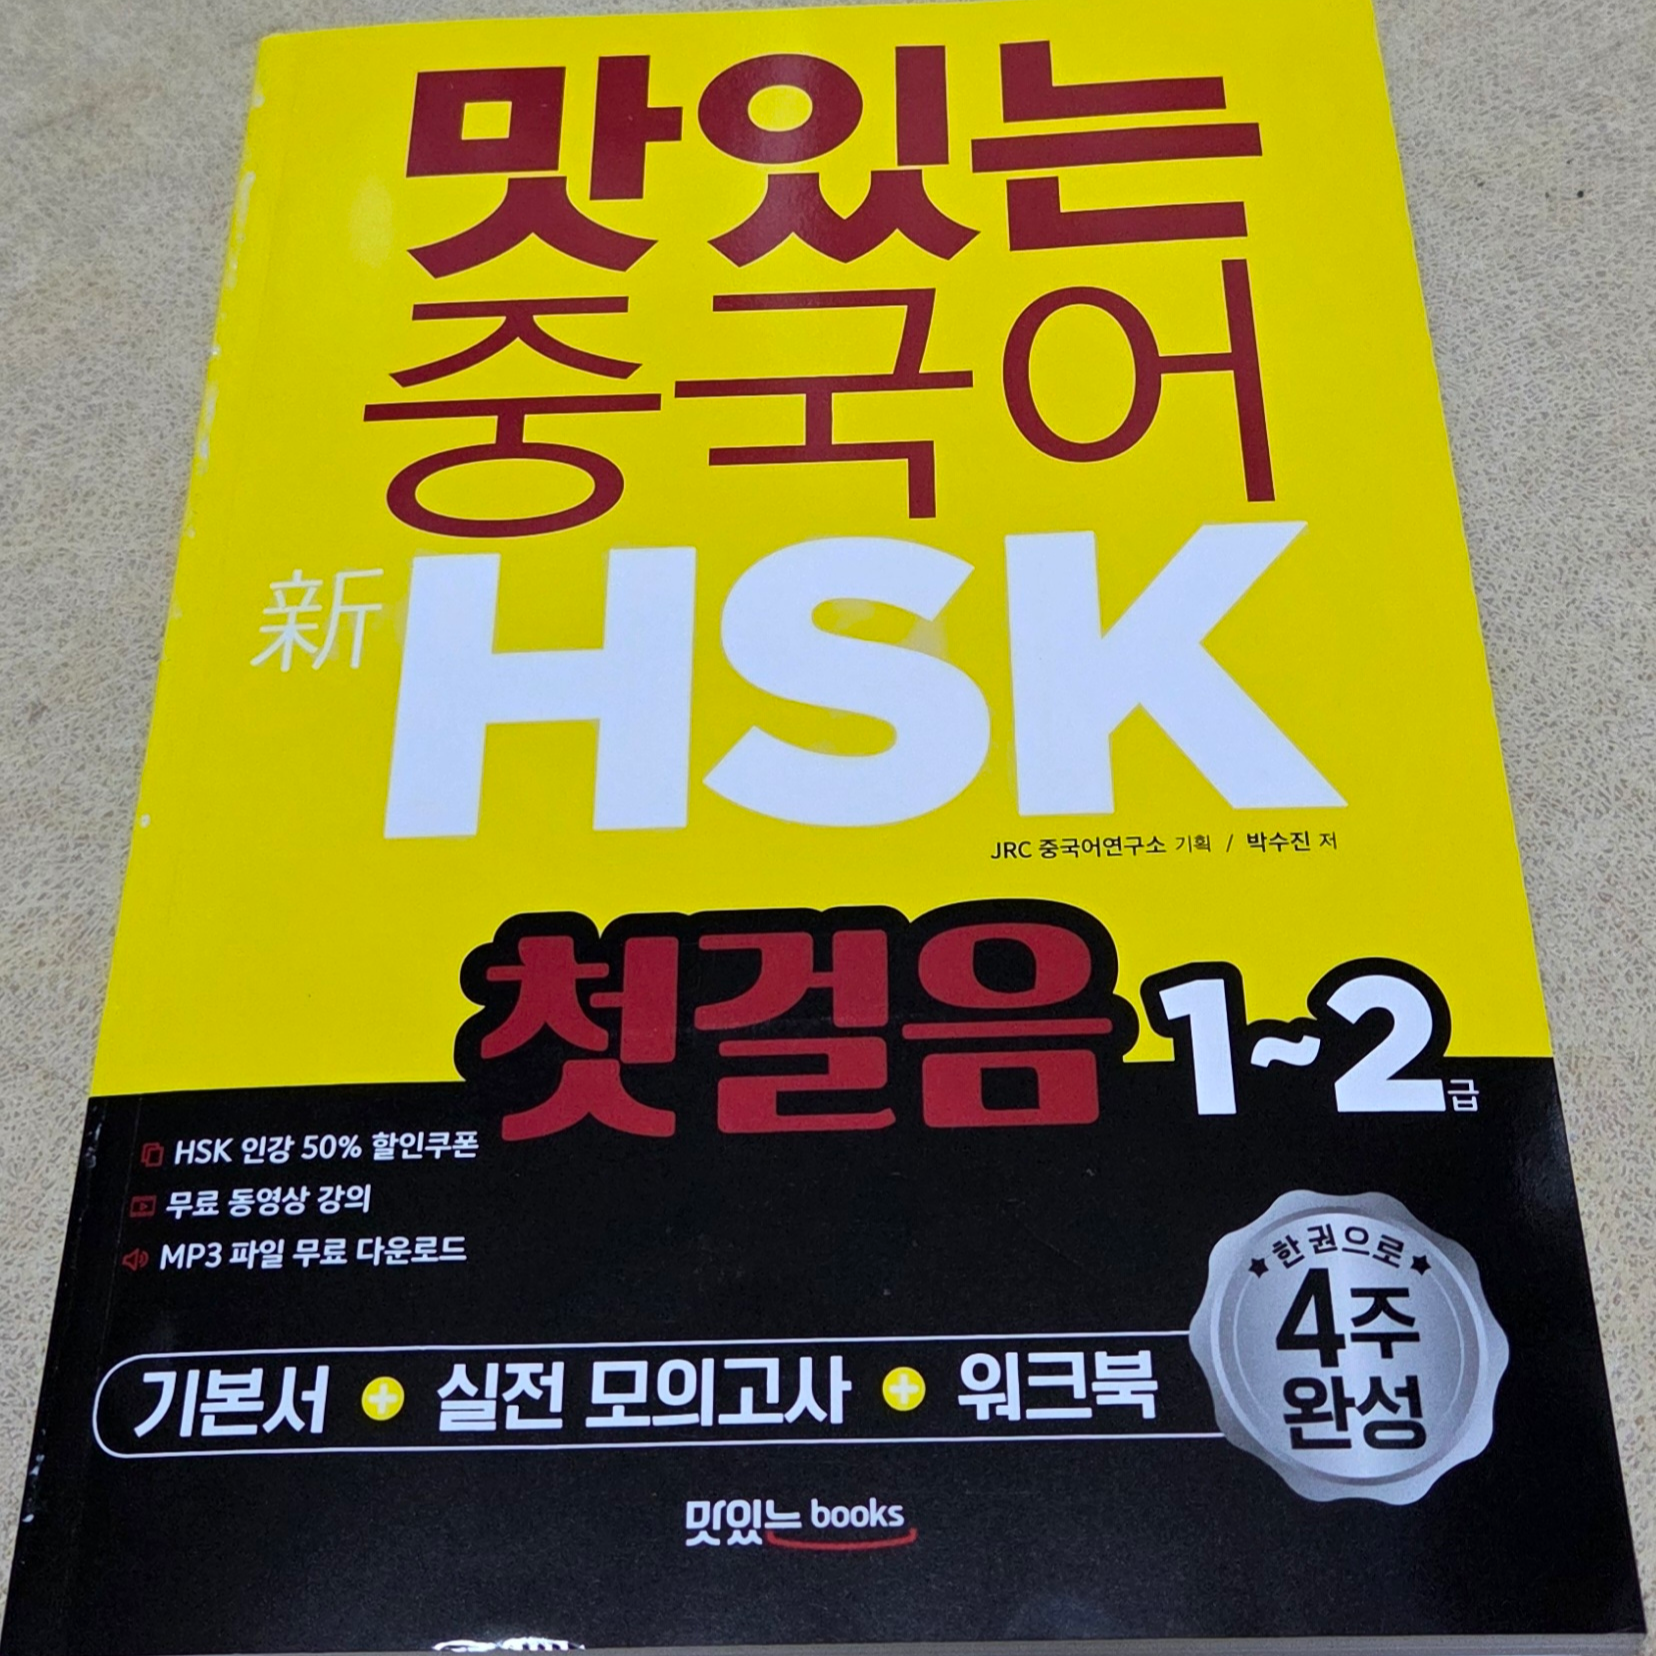 맛있는
중국어
新HSK
JRC 중국어연구소 기획 / 박수진 저
첫걸음 1~2급
HSK 인강 50% 할인쿠폰
무료 동영상 강의
MP3 파일 무료 다운로드
한 권으로
4주
완성
기본서 + 실전 모의고사 + 워크북
맛있는 books